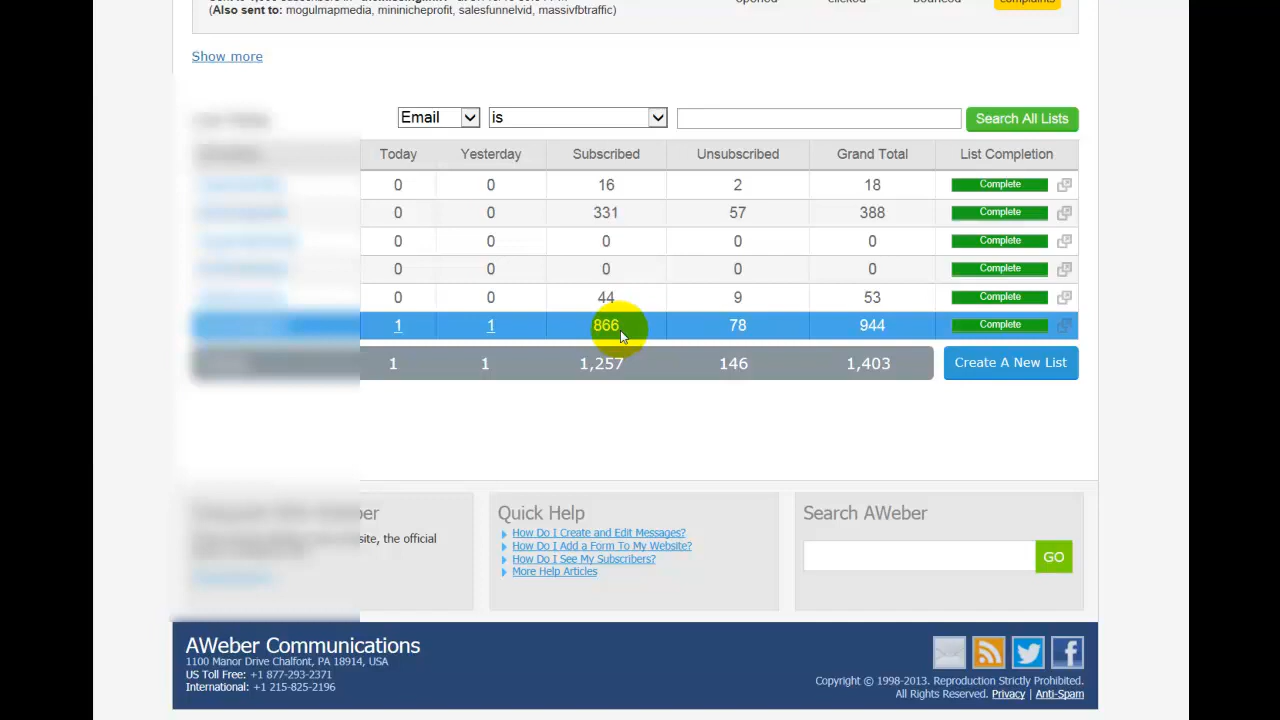 (Also sent to: mogulmapmedia, mininicheprofit, salesfunnelvid, massivfbtraffic)
opened clicked bounced complaints
Show more
Email is Search All Lists
Today Yesterday Subscribed Unsubscribed Grand Total List Completion
0 0 16 2 18 Complete
0 0 331 57 388 Complete
0 0 0 0 0 Complete
0 0 0 0 0 Complete
0 0 44 9 53 Complete
1 1 866 78 944 Complete
1 1 1,257 146 1,403 Create A New List
Quick Help
How Do I Create and Edit Messages?
How Do I Add a Form To My Website?
How Do I See My Subscribers?
More Help Articles
Search AWeber
GO
the official
AWeber Communications
1100 Manor Drive Chalfont, PA 18914, USA
US Toll Free: +1 877-293-2371
International: +1 215-825-2196
Copyright © 1998-2013. Reproduction Strictly Prohibited.
All Rights Reserved. Privacy | Anti-Spam